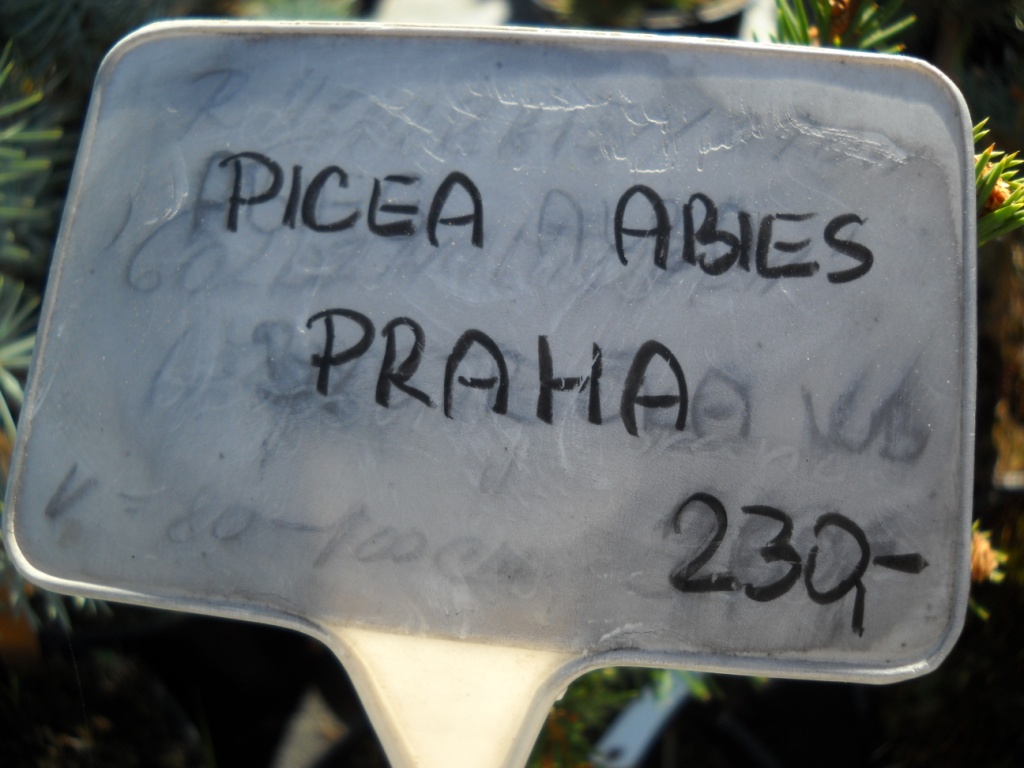 PICEA ABIES
PRAHA
230,-